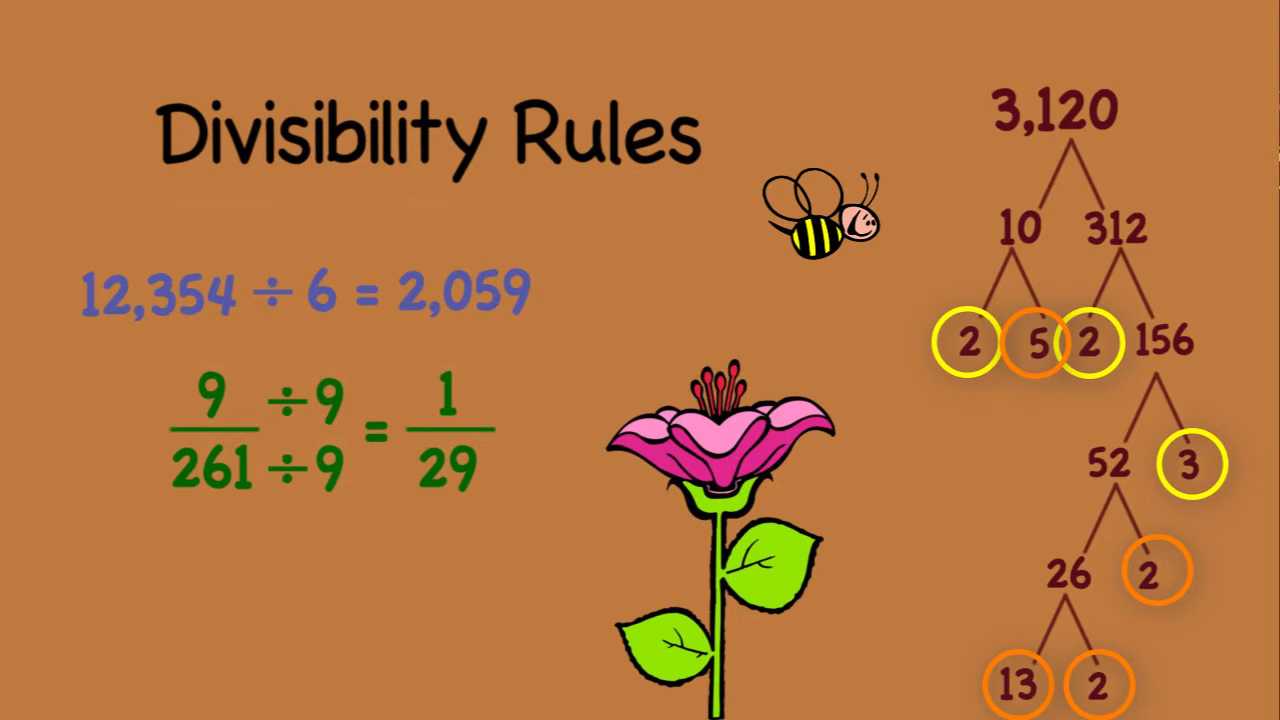 Divisibility Rules
12,354 ÷ 6 = 2,059
9 ÷9 = 1
261 ÷9 29
3,120
10 312
2 5 2 156
52 3
26 2
13 2